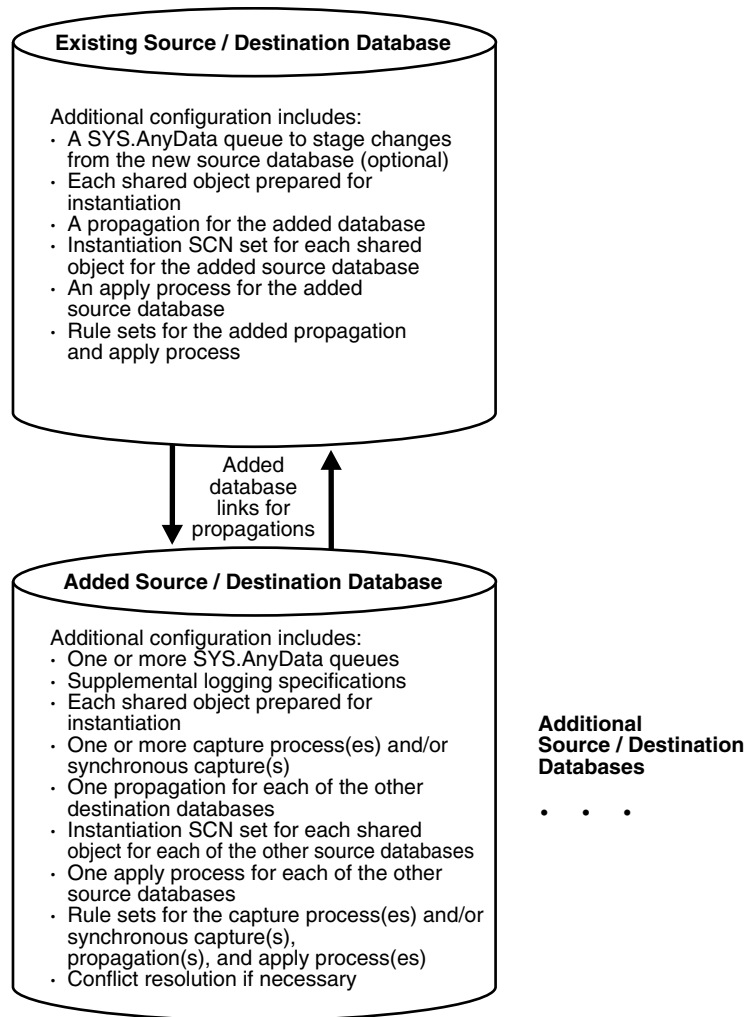 Existing Source / Destination Database
Additional configuration includes:
· A SYS.AnyData queue to stage changes
from the new source database (optional)
· Each shared object prepared for
instantiation
· A propagation for the added database
· Instantiation SCN set for each shared
object for the added source database
· An apply process for the added
source database
· Rule sets for the added propagation
and apply process
Added
database
links for
propagations
Added Source / Destination Database
Additional configuration includes:
· One or more SYS.AnyData queues
· Supplemental logging specifications
· Each shared object prepared for
instantiation
· One or more capture process(es) and/or
synchronous capture(s)
· One propagation for each of the other
destination databases
· Instantiation SCN set for each shared
object for each of the other source databases
· One apply process for each of the other
source databases
· Rule sets for the capture process(es) and/or
synchronous capture(s),
propagation(s), and apply process(es)
· Conflict resolution if necessary
Additional
Source / Destination
Databases
. . .